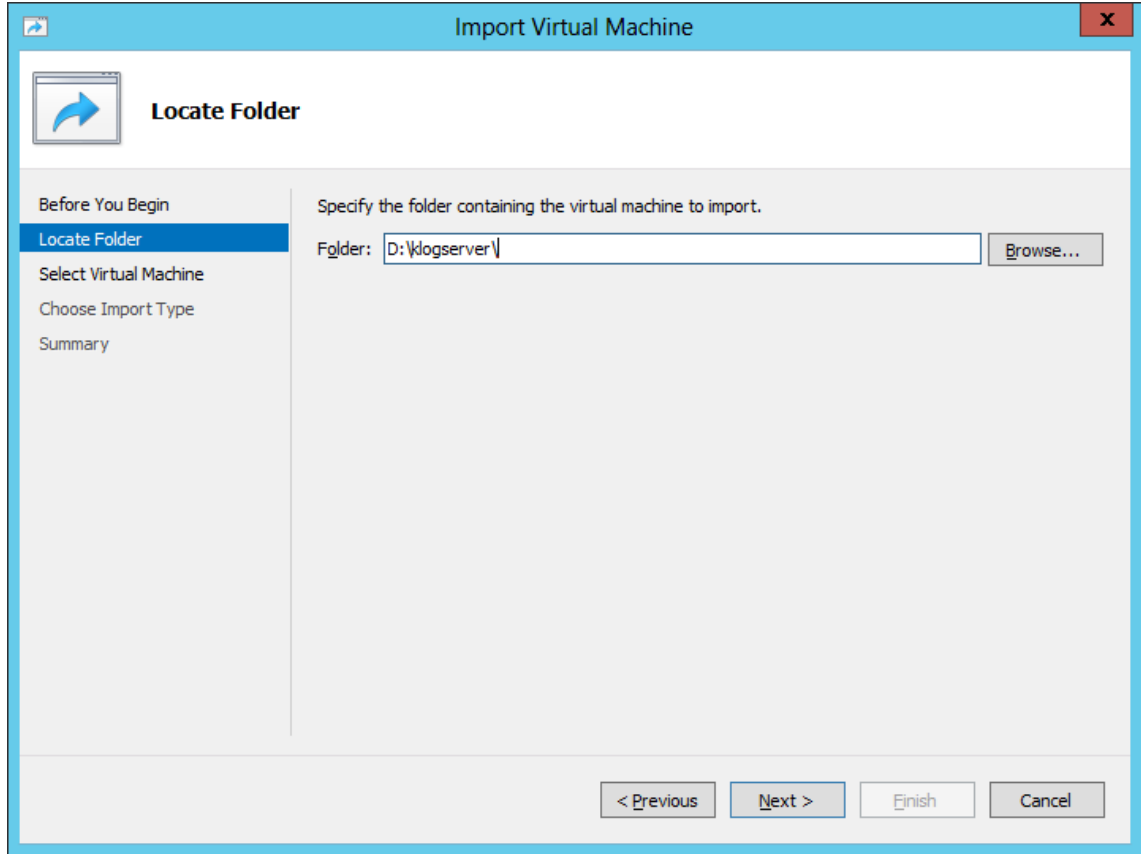 Import Virtual Machine
x
Locate Folder
Before You Begin
Locate Folder
Select Virtual Machine
Choose Import Type
Summary
Specify the folder containing the virtual machine to import.
Folder: D:\klogserver\
Browse...
< Previous
Next >
Finish
Cancel